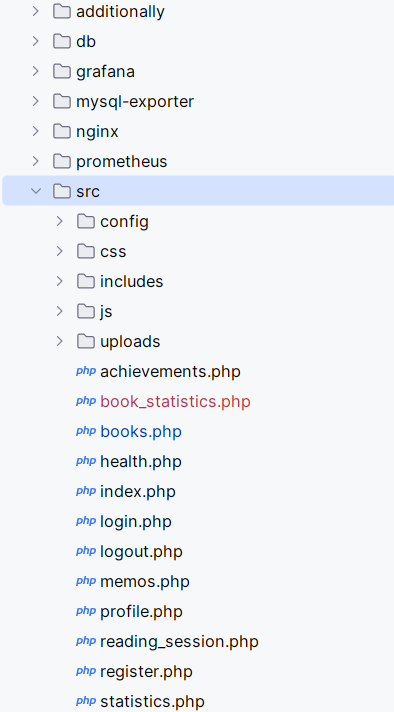 additionally
db
grafana
mysql-exporter
nginx
prometheus
src
config
css
includes
js
uploads
php achievements.php
php book_statistics.php
php books.php
php health.php
php index.php
php login.php
php logout.php
php memos.php
php profile.php
php reading_session.php
php register.php
php statistics.php